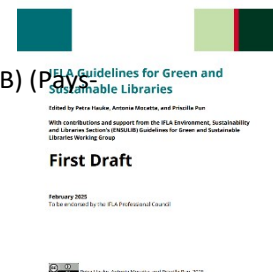 IFLA Guidelines for Green and
B) (Pays-
Sustainable Libraries
Edited by Petra Hauke, Antonia Mocatta, and Priscilla Pun
With contributions and support from the IFLA Environment, Sustainability
and Libraries Section's (ENSULIB) Guidelines for Green and Sustainable
Libraries Working Group
First Draft
February 2025
To be endorsed by the IFLA Professional Council